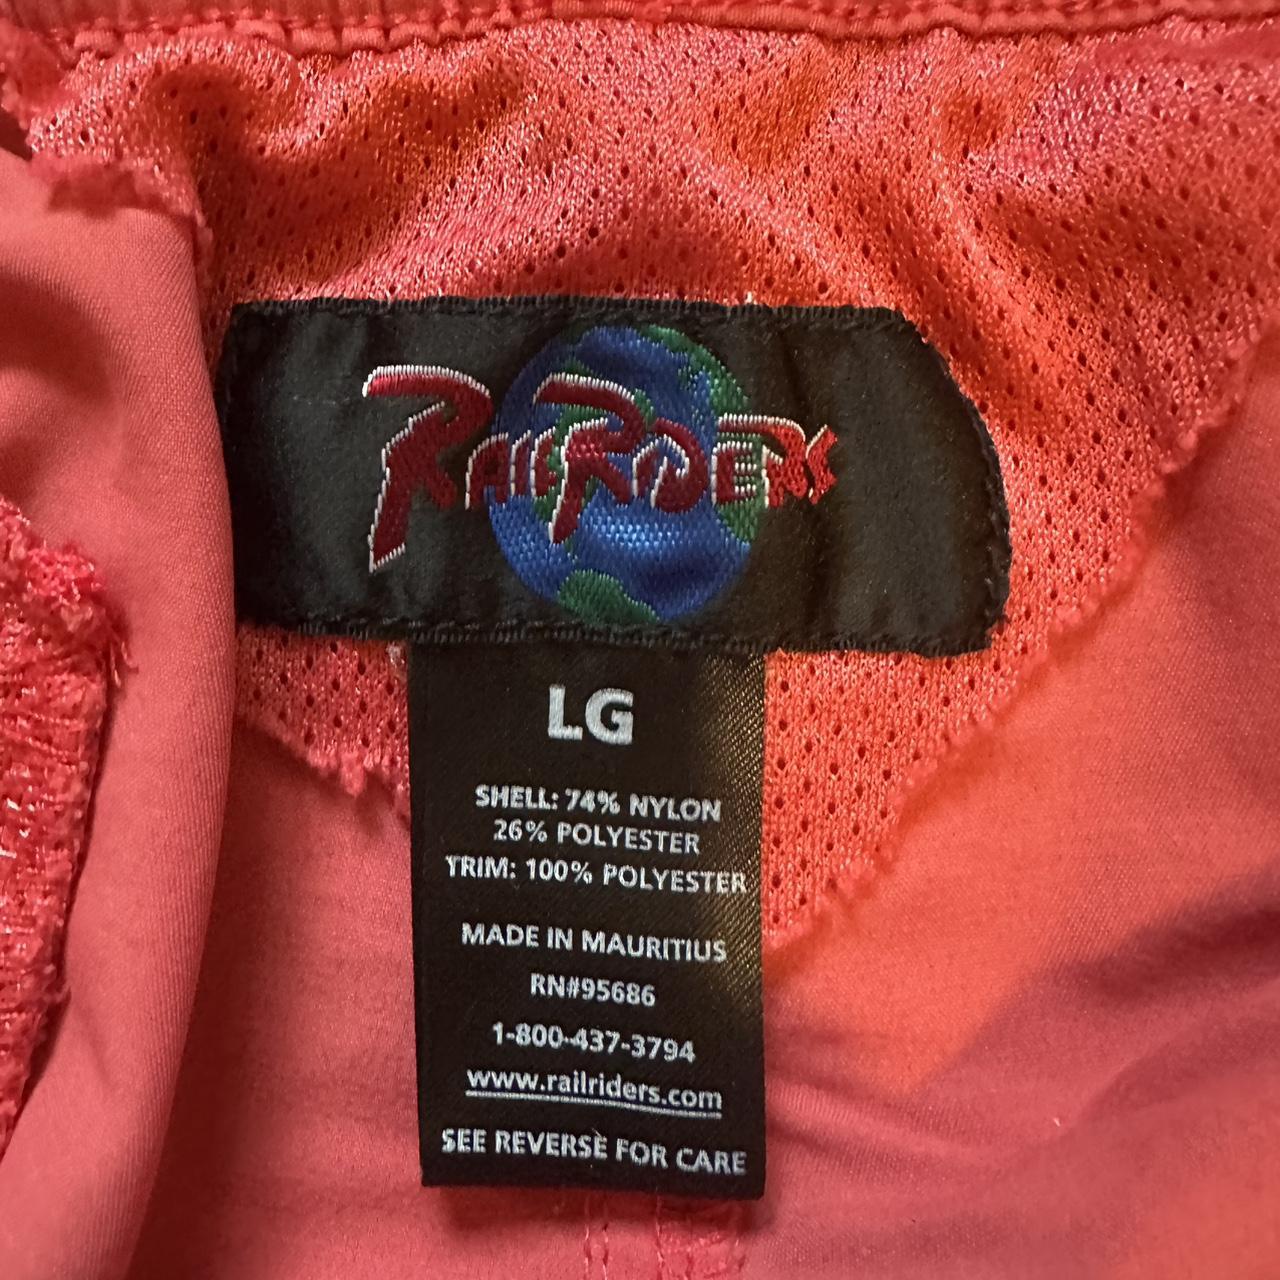 RAILRIDERS
LG
SHELL: 74% NYLON
26% POLYESTER
TRIM: 100% POLYESTER
MADE IN MAURITIUS
RN#95686
1-800-437-3794
www.railriders.com
SEE REVERSE FOR CARE